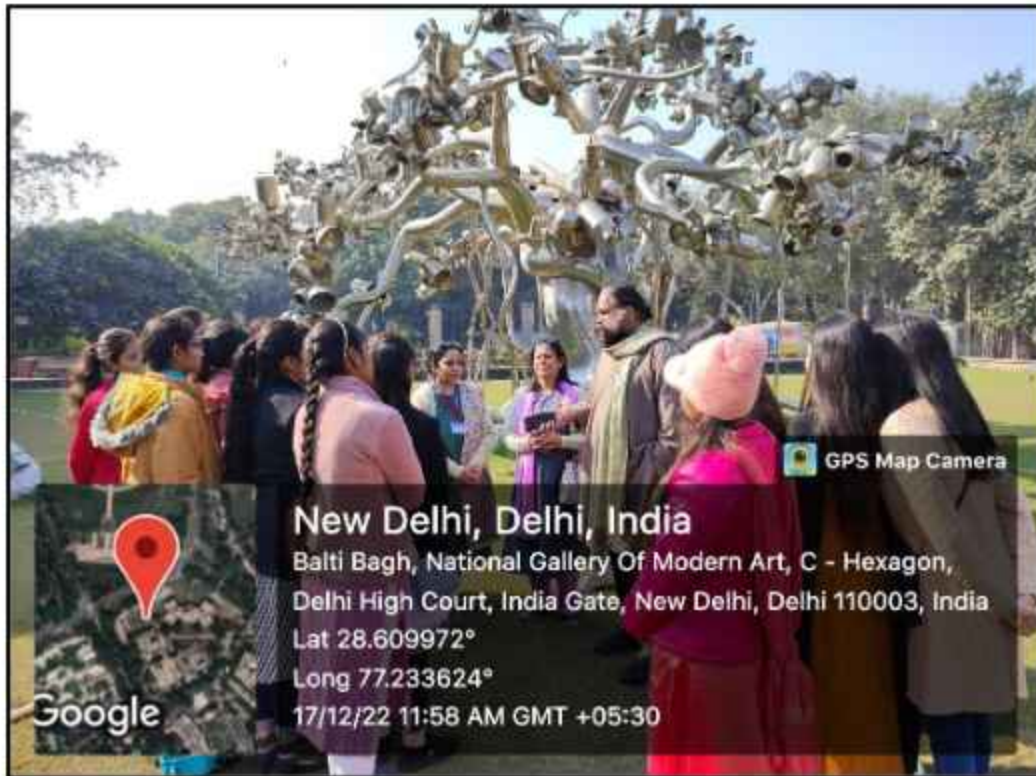 GPS Map Camera
New Delhi, Delhi, India
Balti Bagh, National Gallery Of Modern Art, C - Hexagon,
Delhi High Court, India Gate, New Delhi, Delhi 110003, India
Lat 28.609972°
Long 77.233624°
17/12/22 11:58 AM GMT +05:30
Google